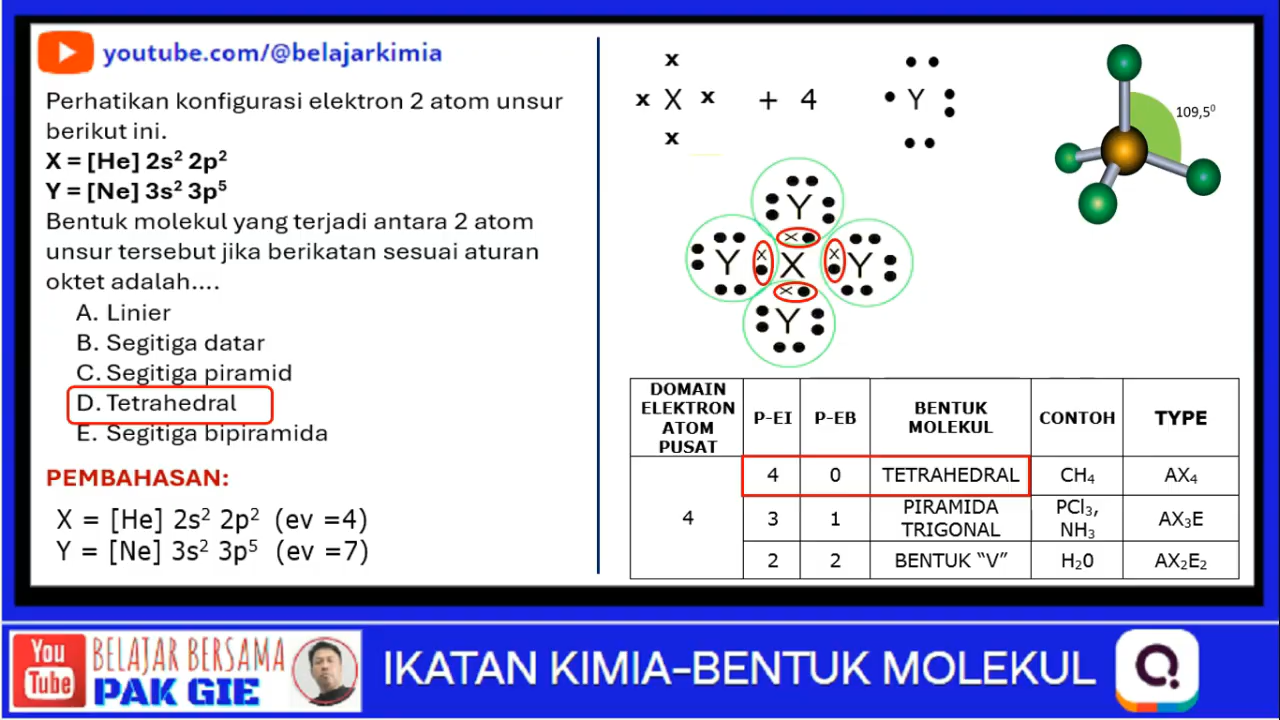 youtube.com/@belajarkimia
Perhatikan konfigurasi elektron 2 atom unsur
berikut ini.
X = [He] 2s² 2p²
Y = [Ne] 3s² 3p⁵
Bentuk molekul yang terjadi antara 2 atom
unsur tersebut jika berikatan sesuai aturan
oktet adalah....
A. Linier
B. Segitiga datar
C. Segitiga piramid
D. Tetrahedral
E. Segitiga bipiramida
PEMBAHASAN:
X = [He] 2s² 2p² (ev =4)
Y = [Ne] 3s² 3p⁵ (ev =7)
x
x X x + 4 Y
x
109,5⁰
Y
x
Y x X x Y
x
Y
DOMAIN ELEKTRON ATOM PUSAT P-EI P-EB BENTUK MOLEKUL CONTOH TYPE
4 0 TETRAHEDRAL CH₄ AX₄
4 3 1 PIRAMIDA TRIGONAL PCl₃, NH₃ AX₃E
2 2 BENTUK “V” H₂0 AX₂E₂
You Tube
BELAJAR BERSAMA
PAK GIE
IKATAN KIMIA-BENTUK MOLEKUL